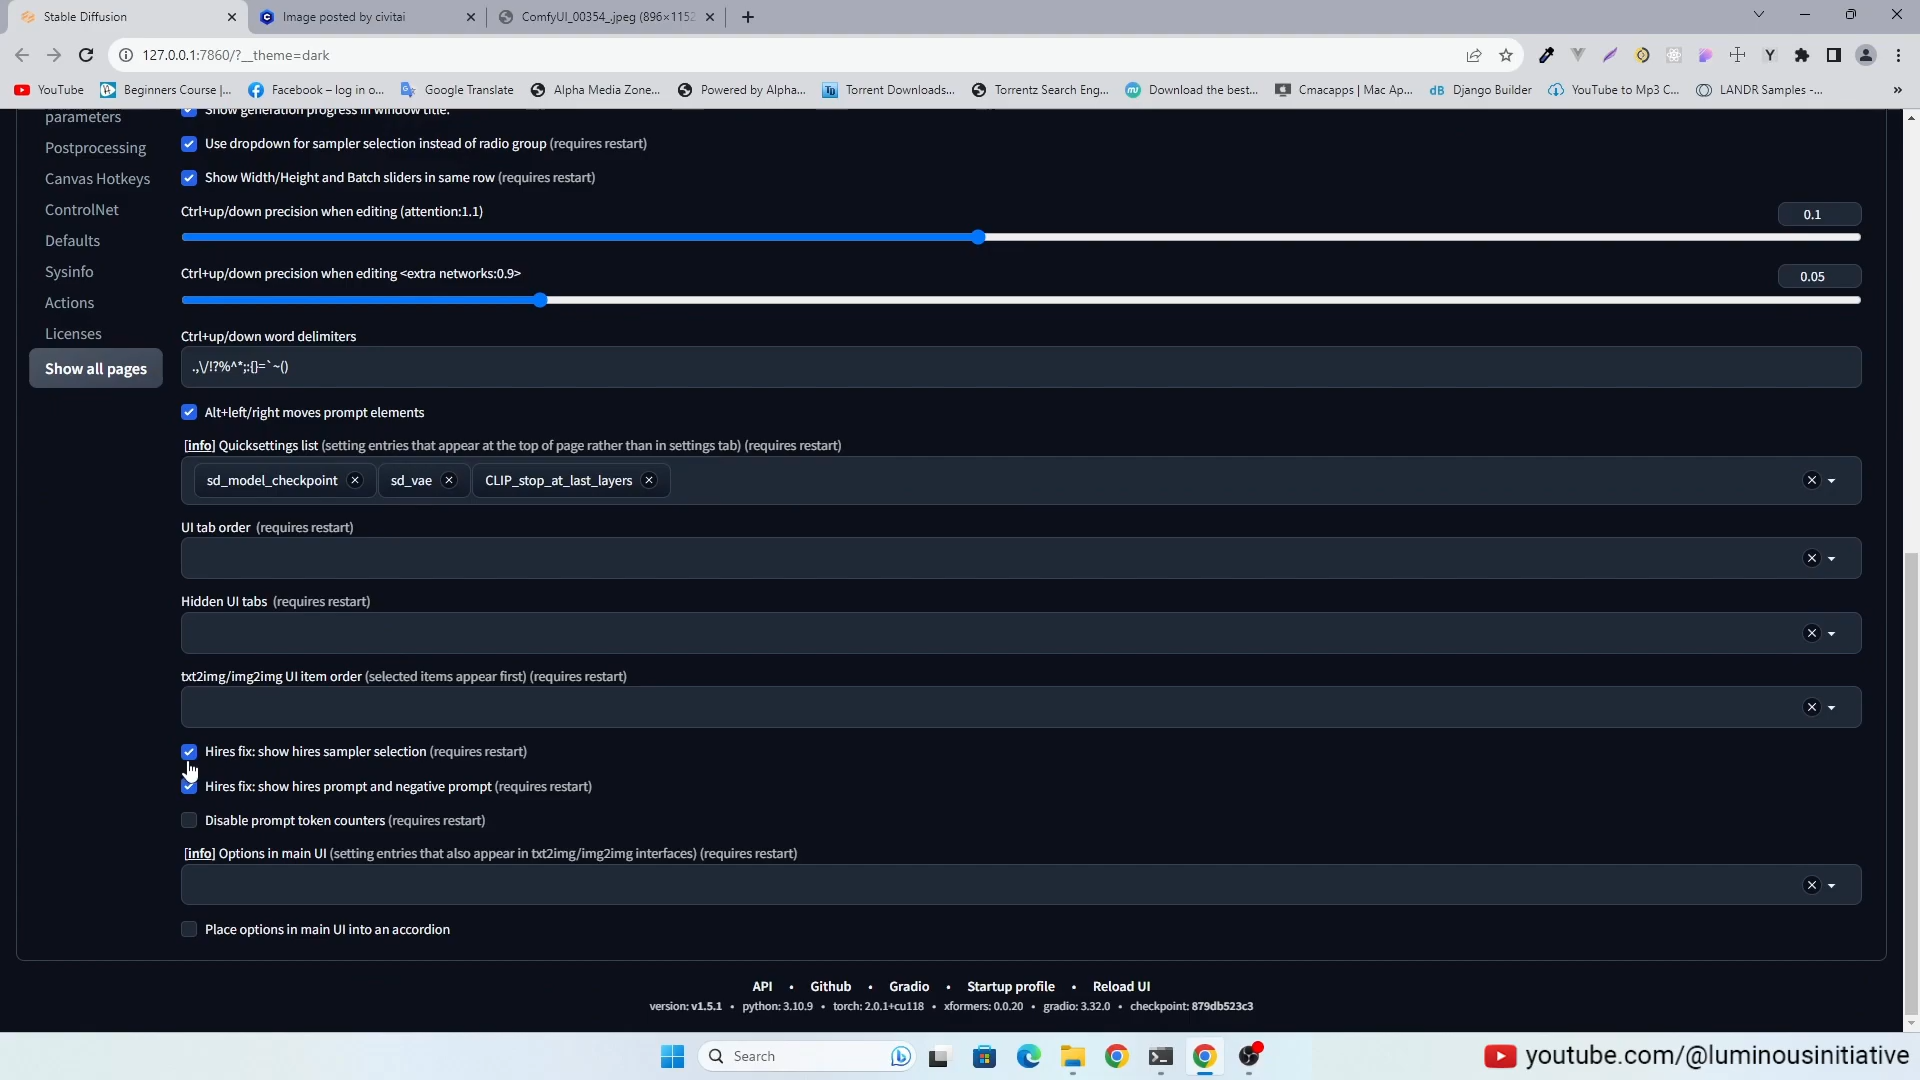 Stable Diffusion
Image posted by civitai
ComfyUI_00354_.jpeg (896×1152
127.0.0.1:7860/?__theme=dark
YouTube
Beginners Course |...
Facebook – log in o...
Google Translate
Alpha Media Zone...
Powered by Alpha...
Torrent Downloads...
Torrentz Search Eng...
Download the best...
Cmacapps | Mac Ap...
Django Builder
YouTube to Mp3 C...
LANDR Samples -...
parameters
Postprocessing
Canvas Hotkeys
ControlNet
Defaults
Sysinfo
Actions
Licenses
Show all pages
Show generation progress in window title.
Use dropdown for sampler selection instead of radio group (requires restart)
Show Width/Height and Batch sliders in same row (requires restart)
Ctrl+up/down precision when editing (attention:1.1)
0.1
Ctrl+up/down precision when editing <extra networks:0.9>
0.05
Ctrl+up/down word delimiters
.,\/!?%^*;:{}=`~()
Alt+left/right moves prompt elements
[info] Quicksettings list (setting entries that appear at the top of page rather than in settings tab) (requires restart)
sd_model_checkpoint
sd_vae
CLIP_stop_at_last_layers
UI tab order (requires restart)
Hidden UI tabs (requires restart)
txt2img/img2img UI item order (selected items appear first) (requires restart)
Hires fix: show hires sampler selection (requires restart)
Hires fix: show hires prompt and negative prompt (requires restart)
Disable prompt token counters (requires restart)
[info] Options in main UI (setting entries that also appear in txt2img/img2img interfaces) (requires restart)
Place options in main UI into an accordion
API • Github • Gradio • Startup profile • Reload UI
version: v1.5.1 • python: 3.10.9 • torch: 2.0.1+cu118 • xformers: 0.0.20 • gradio: 3.32.0 • checkpoint: 879db523c3
Search
youtube.com/@luminousinitiative